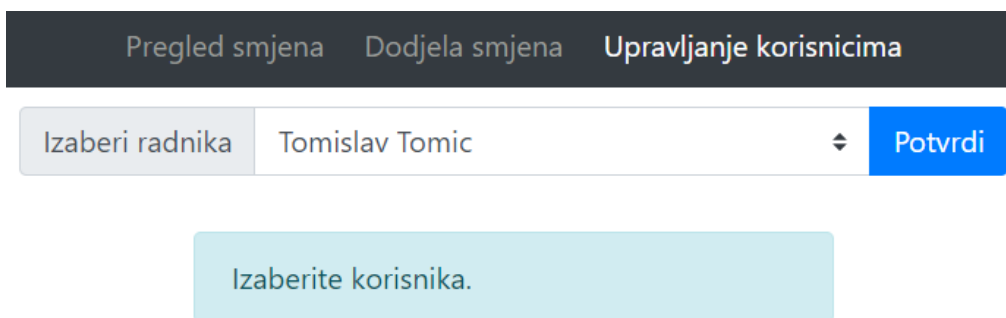 Pregled smjena Dodjela smjena Upravljanje korisnicima
Izaberi radnika Tomislav Tomic Potvrdi
Izaberite korisnika.